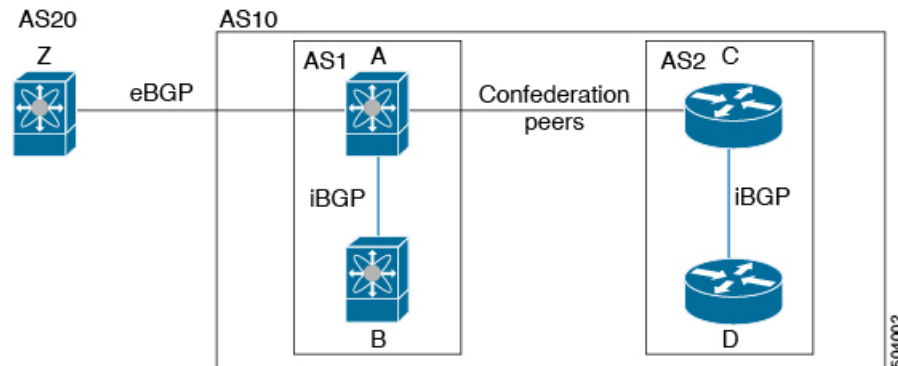 AS20
AS10
Z
AS1
A
AS2
C
eBGP
Confederation
peers
iBGP
iBGP
B
D